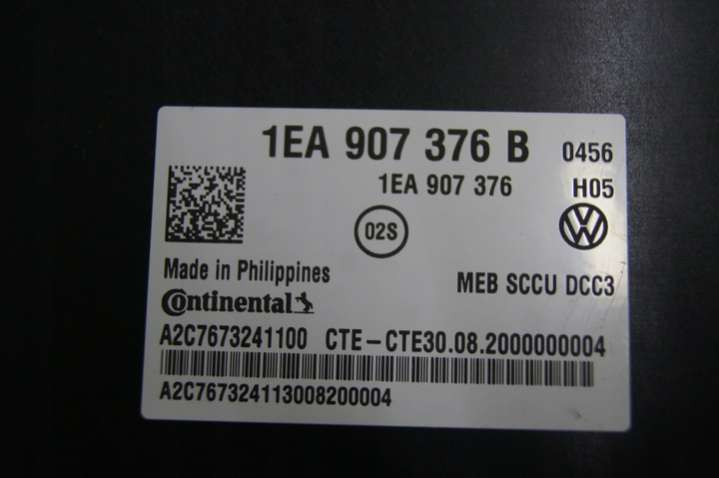 1EA 907 376 B 0456
1EA 907 376 H05
02S
VW
Made in Philippines
MEB SCCU DCC3
Continental
A2C7673241100 CTE-CTE30.08.2000000004
A2C767324113008200004